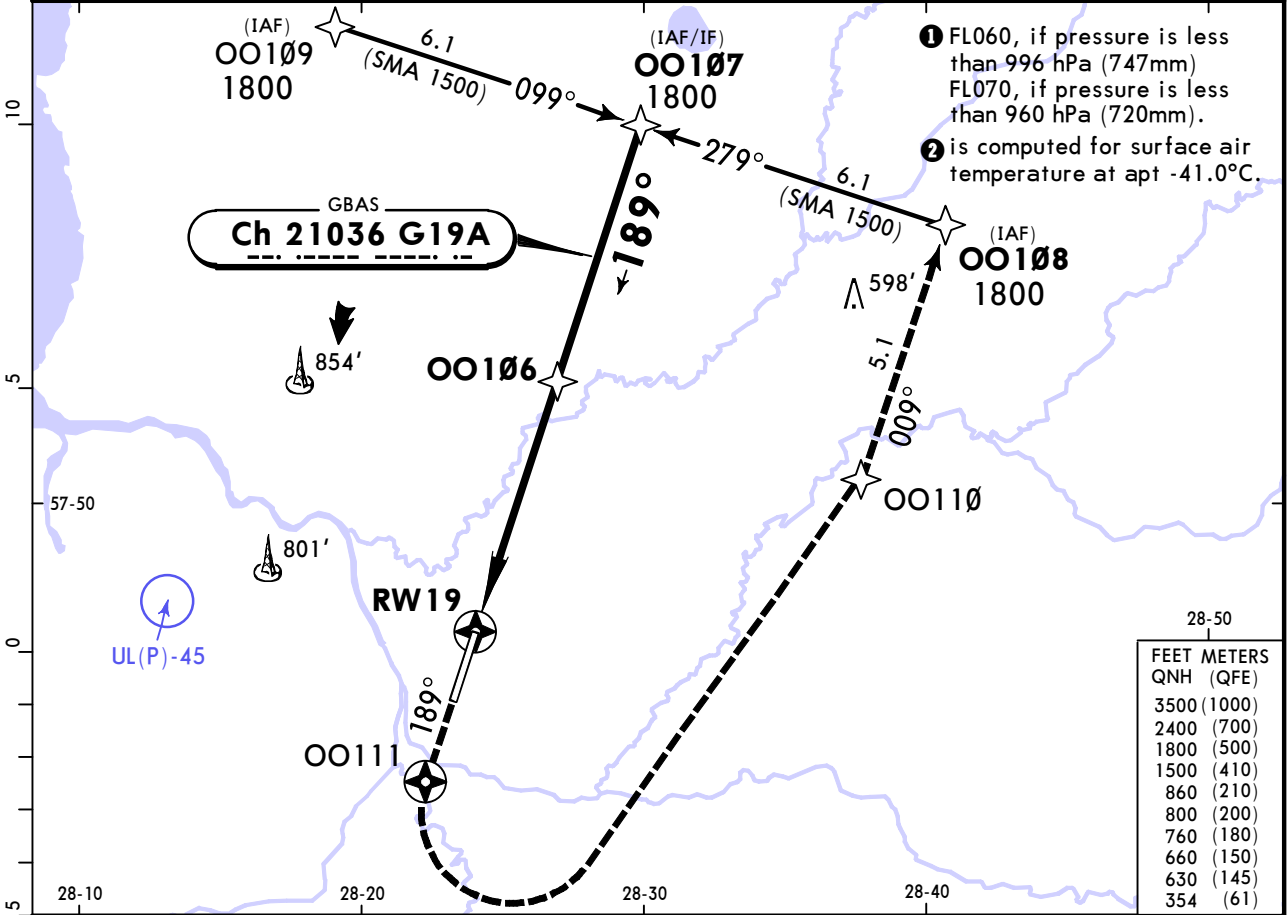 (IAF)
OO1Ø9
1800
6.1
(SMA 1500)
099°
(IAF/IF)
OO1Ø7
1800
❶ FL060, if pressure is less
than 996 hPa (747mm)
FL070, if pressure is less
than 960 hPa (720mm).
❷ is computed for surface air
temperature at apt -41.0°C.
279°
6.1
(SMA 1500)
10
189°
GBAS
Ch 21036 G19A
(IAF)
OO1Ø8
1800
598'
854'
OO1Ø6
5.1
009°
5
57-50
OO11Ø
801'
RW19
UL(P)-45
0
189°
OO111
28-50
FEET METERS
QNH (QFE)
3500 (1000)
2400 (700)
1800 (500)
1500 (410)
860 (210)
800 (200)
760 (180)
660 (150)
630 (145)
354 (61)
5
28-10
28-20
28-30
28-40